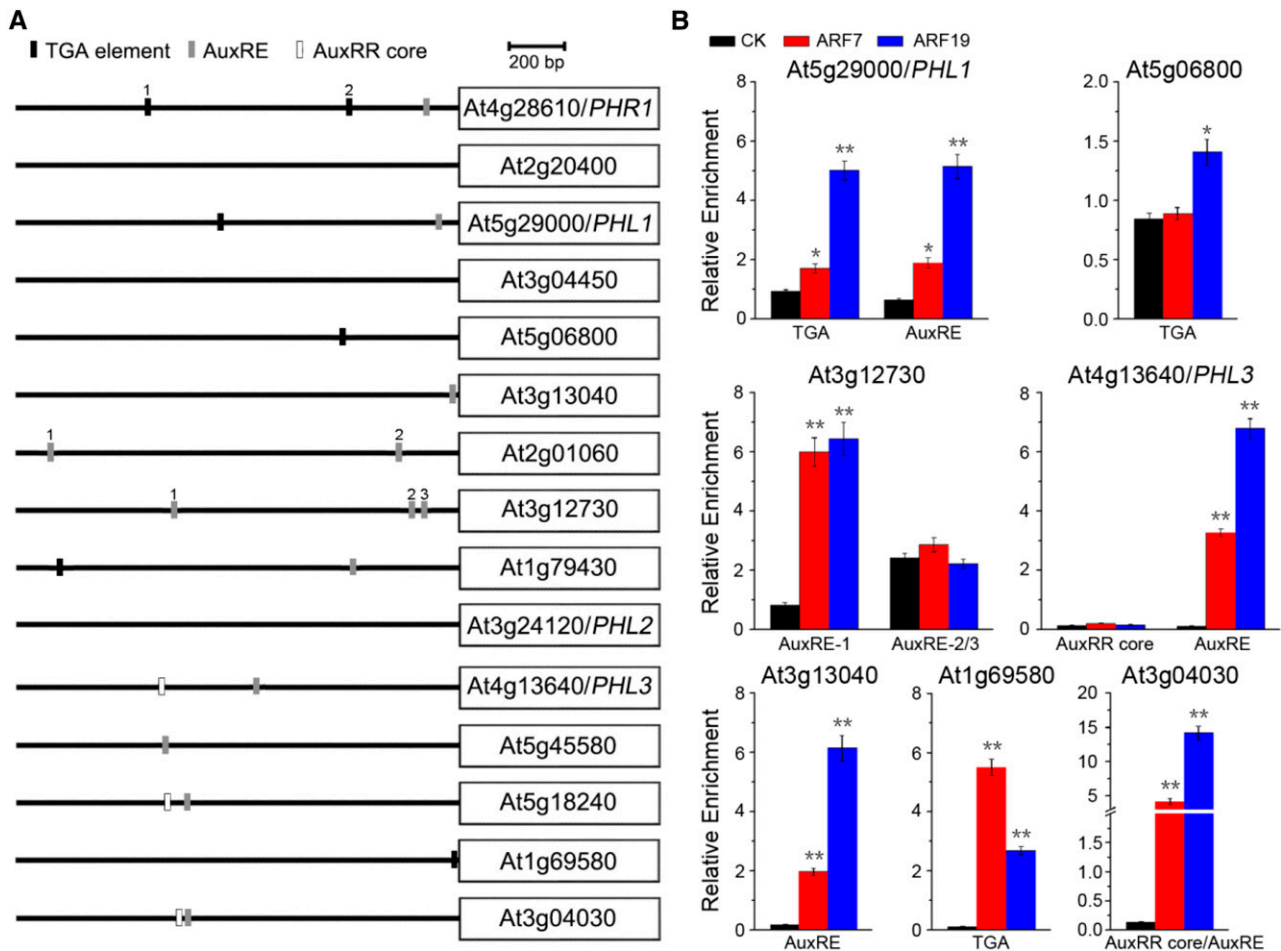 A
TGA element AuxRE AuxRR core
200 bp
1 2
At4g28610/PHR1
At2g20400
At5g29000/PHL1
At3g04450
At5g06800
At3g13040
1 2
At2g01060
1 2 3
At3g12730
At1g79430
At3g24120/PHL2
At4g13640/PHL3
At5g45580
At5g18240
At1g69580
At3g04030
B
CK ARF7 ARF19
At5g29000/PHL1
Relative Enrichment
8
6
4
2
0
* ** * **
TGA AuxRE
At5g06800
2.0
1.5
1.0
0.5
0.0
*
TGA
At3g12730
Relative Enrichment
8
6
4
2
0
** **
AuxRE-1 AuxRE-2/3
At4g13640/PHL3
8
6
4
2
0
** **
AuxRR core AuxRE
At3g13040
Relative Enrichment
8
6
4
2
0
** **
AuxRE
At1g69580
8
6
4
2
0
** **
TGA
At3g04030
20
15
10
5
2.0
1.5
1.0
0.5
0.0
** **
AuxRR core/AuxRE